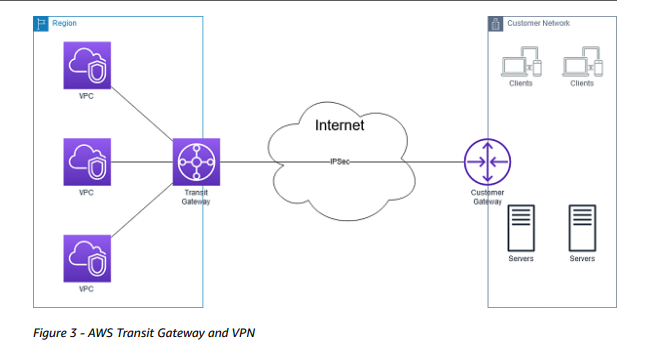 Region
Customer Network
VPC
Clients
Clients
Internet
VPC
IPSec
Transit
Gateway
Customer
Gateway
VPC
Servers
Servers
Figure 3 - AWS Transit Gateway and VPN